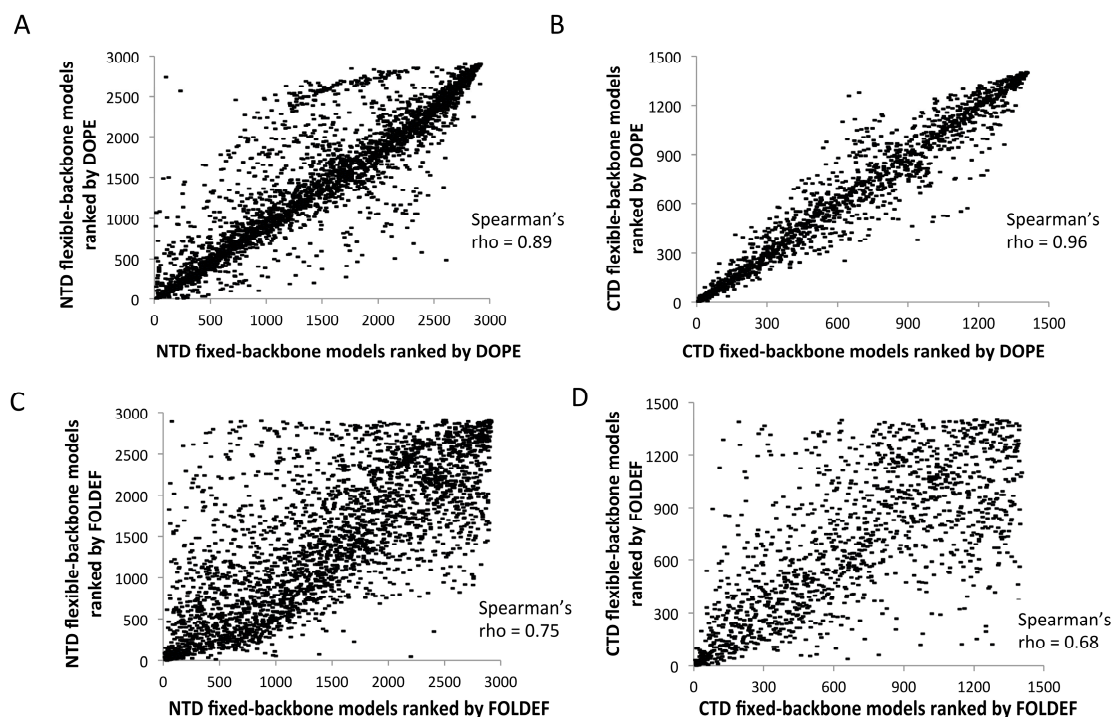 A
NTD flexible-backbone models
ranked by DOPE
3000
2500
2000
1500
1000
500
0
0 500 1000 1500 2000 2500 3000
NTD fixed-backbone models ranked by DOPE
Spearman's
rho = 0.89
B
CTD flexible-backbone models
ranked by DOPE
1500
1200
900
600
300
0
0 300 600 900 1200 1500
CTD fixed-backbone models ranked by DOPE
Spearman's
rho = 0.96
C
NTD flexible-backbone models
ranked by FOLDEF
3000
2500
2000
1500
1000
500
0
0 500 1000 1500 2000 2500 3000
NTD fixed-backbone models ranked by FOLDEF
Spearman's
rho = 0.75
D
CTD flexible-backbone models
ranked by FOLDEF
1500
1200
900
600
300
0
0 300 600 900 1200 1500
CTD fixed-backbone models ranked by FOLDEF
Spearman's
rho = 0.68